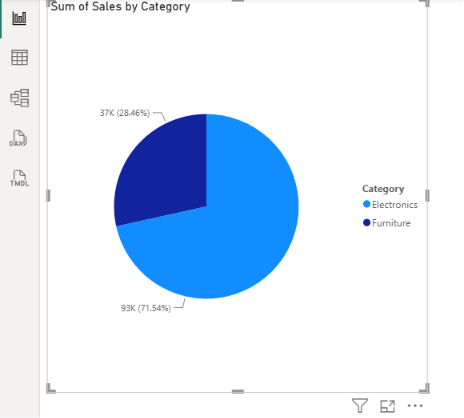 Sum of Sales by Category
37K (28.46%)
Category
Electronics
Furniture
93K (71.54%)
DAX
TMDL